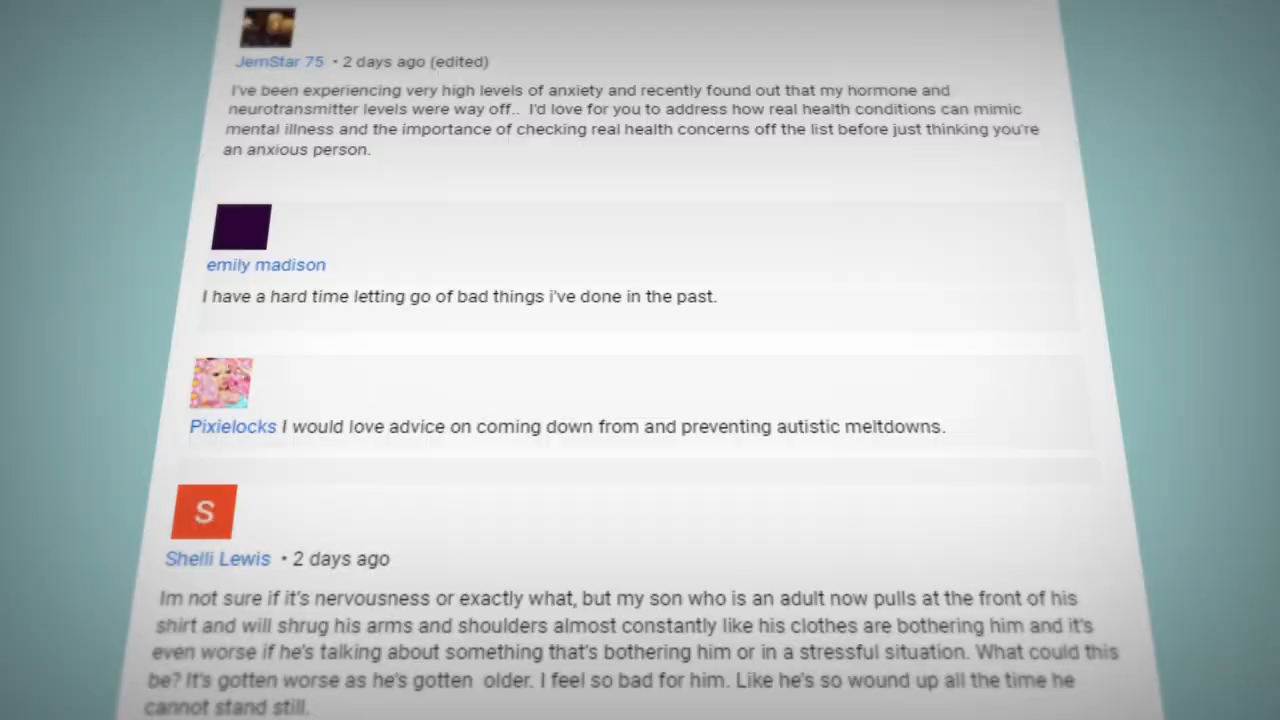 JemStar 75 • 2 days ago (edited)
I've been experiencing very high levels of anxiety and recently found out that my hormone and
neurotransmitter levels were way off.. I'd love for you to address how real health conditions can mimic
mental illness and the importance of checking real health concerns off the list before just thinking you're
an anxious person.
emily madison
I have a hard time letting go of bad things i've done in the past.
Pixielocks I would love advice on coming down from and preventing autistic meltdowns.
S
Shelli Lewis • 2 days ago
Im not sure if it's nervousness or exactly what, but my son who is an adult now pulls at the front of his
shirt and will shrug his arms and shoulders almost constantly like his clothes are bothering him and it's
even worse if he's talking about something that's bothering him or in a stressful situation. What could this
be? It's gotten worse as he's gotten older. I feel so bad for him. Like he's so wound up all the time he
cannot stand still.